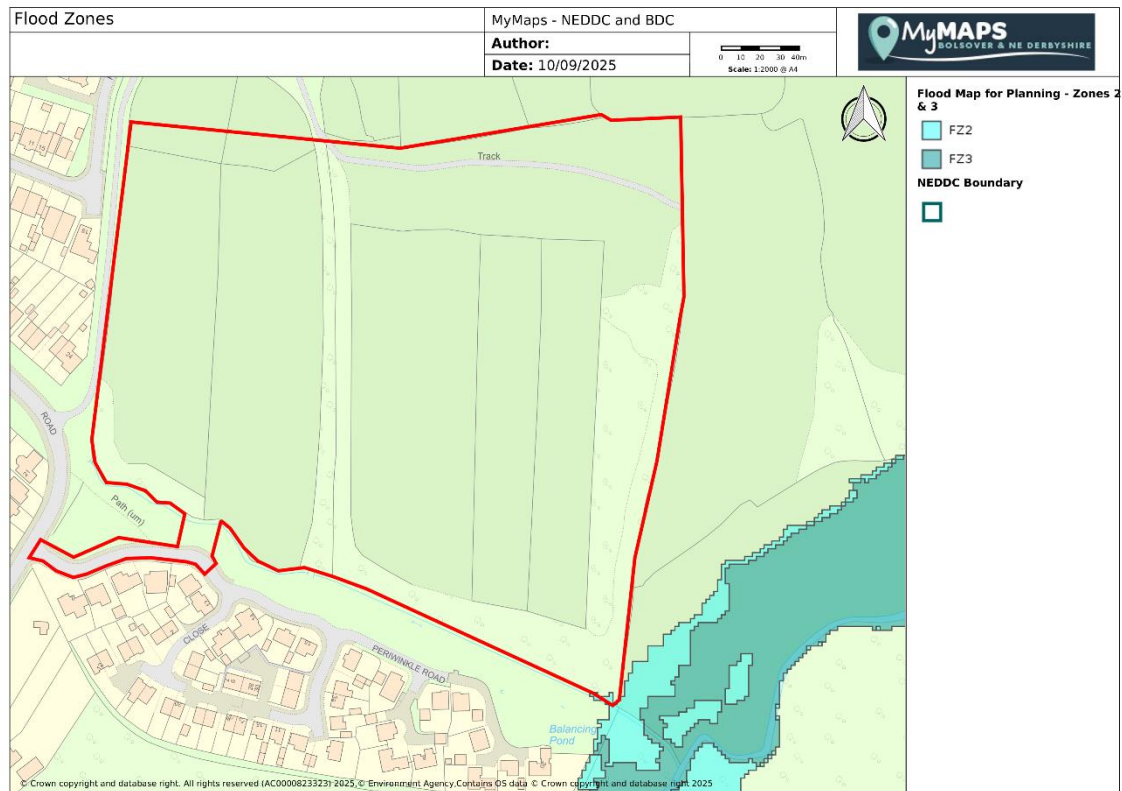 Flood Zones
MyMaps - NEDDC and BDC
Author:
Date: 10/09/2025
0 10 20 30 40m
Scale: 1:2000 @ A4
MyMAPS
BOLSOVER & NE DERBYSHIRE
Flood Map for Planning - Zones 2
& 3
FZ2
FZ3
NEDDC Boundary
Track
ROAD
Path (um)
CLOSE
PERIWINKLE ROAD
Balancing
Pond
© Crown copyright and database right. All rights reserved (AC0000823323) 2025,© Environment Agency,Contains OS data © Crown copyright and database right 2025